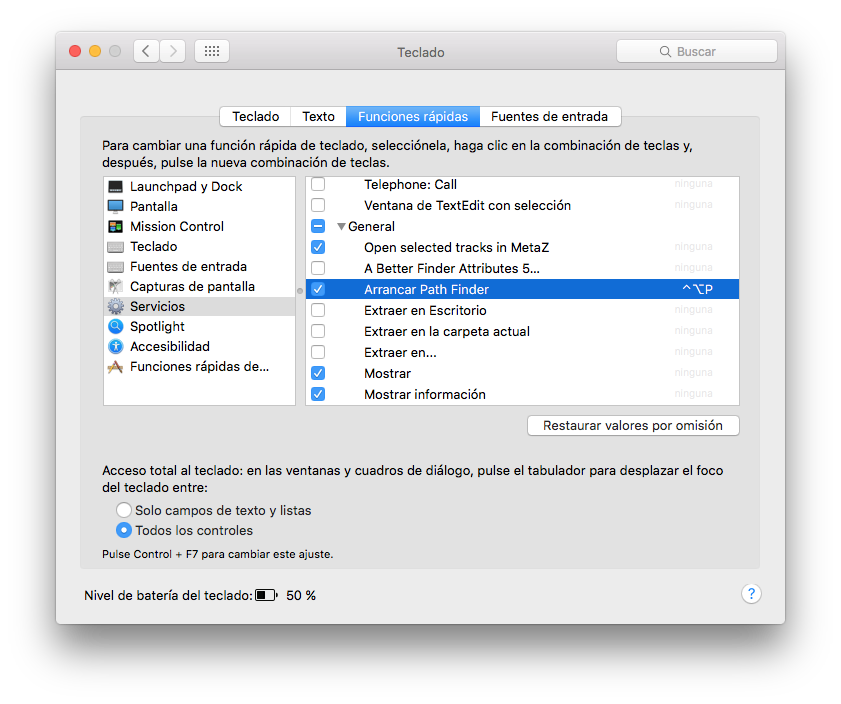 Teclado
Buscar
Teclado
Texto
Funciones rápidas
Fuentes de entrada
Para cambiar una función rápida de teclado, selecciónela, haga clic en la combinación de teclas y,
después, pulse la nueva combinación de teclas.
Launchpad y Dock
Pantalla
Mission Control
Teclado
Fuentes de entrada
Capturas de pantalla
Servicios
Spotlight
Accesibilidad
Funciones rápidas de...
Telephone: Call ninguna
Ventana de TextEdit con selección ninguna
General
Open selected tracks in MetaZ ninguna
A Better Finder Attributes 5... ninguna
Arrancar Path Finder ^⌥P
Extraer en Escritorio ninguna
Extraer en la carpeta actual ninguna
Extraer en... ninguna
Mostrar ninguna
Mostrar información ninguna
Restaurar valores por omisión
Acceso total al teclado: en las ventanas y cuadros de diálogo, pulse el tabulador para desplazar el foco
del teclado entre:
Solo campos de texto y listas
Todos los controles
Pulse Control + F7 para cambiar este ajuste.
Nivel de batería del teclado: 50 %
?